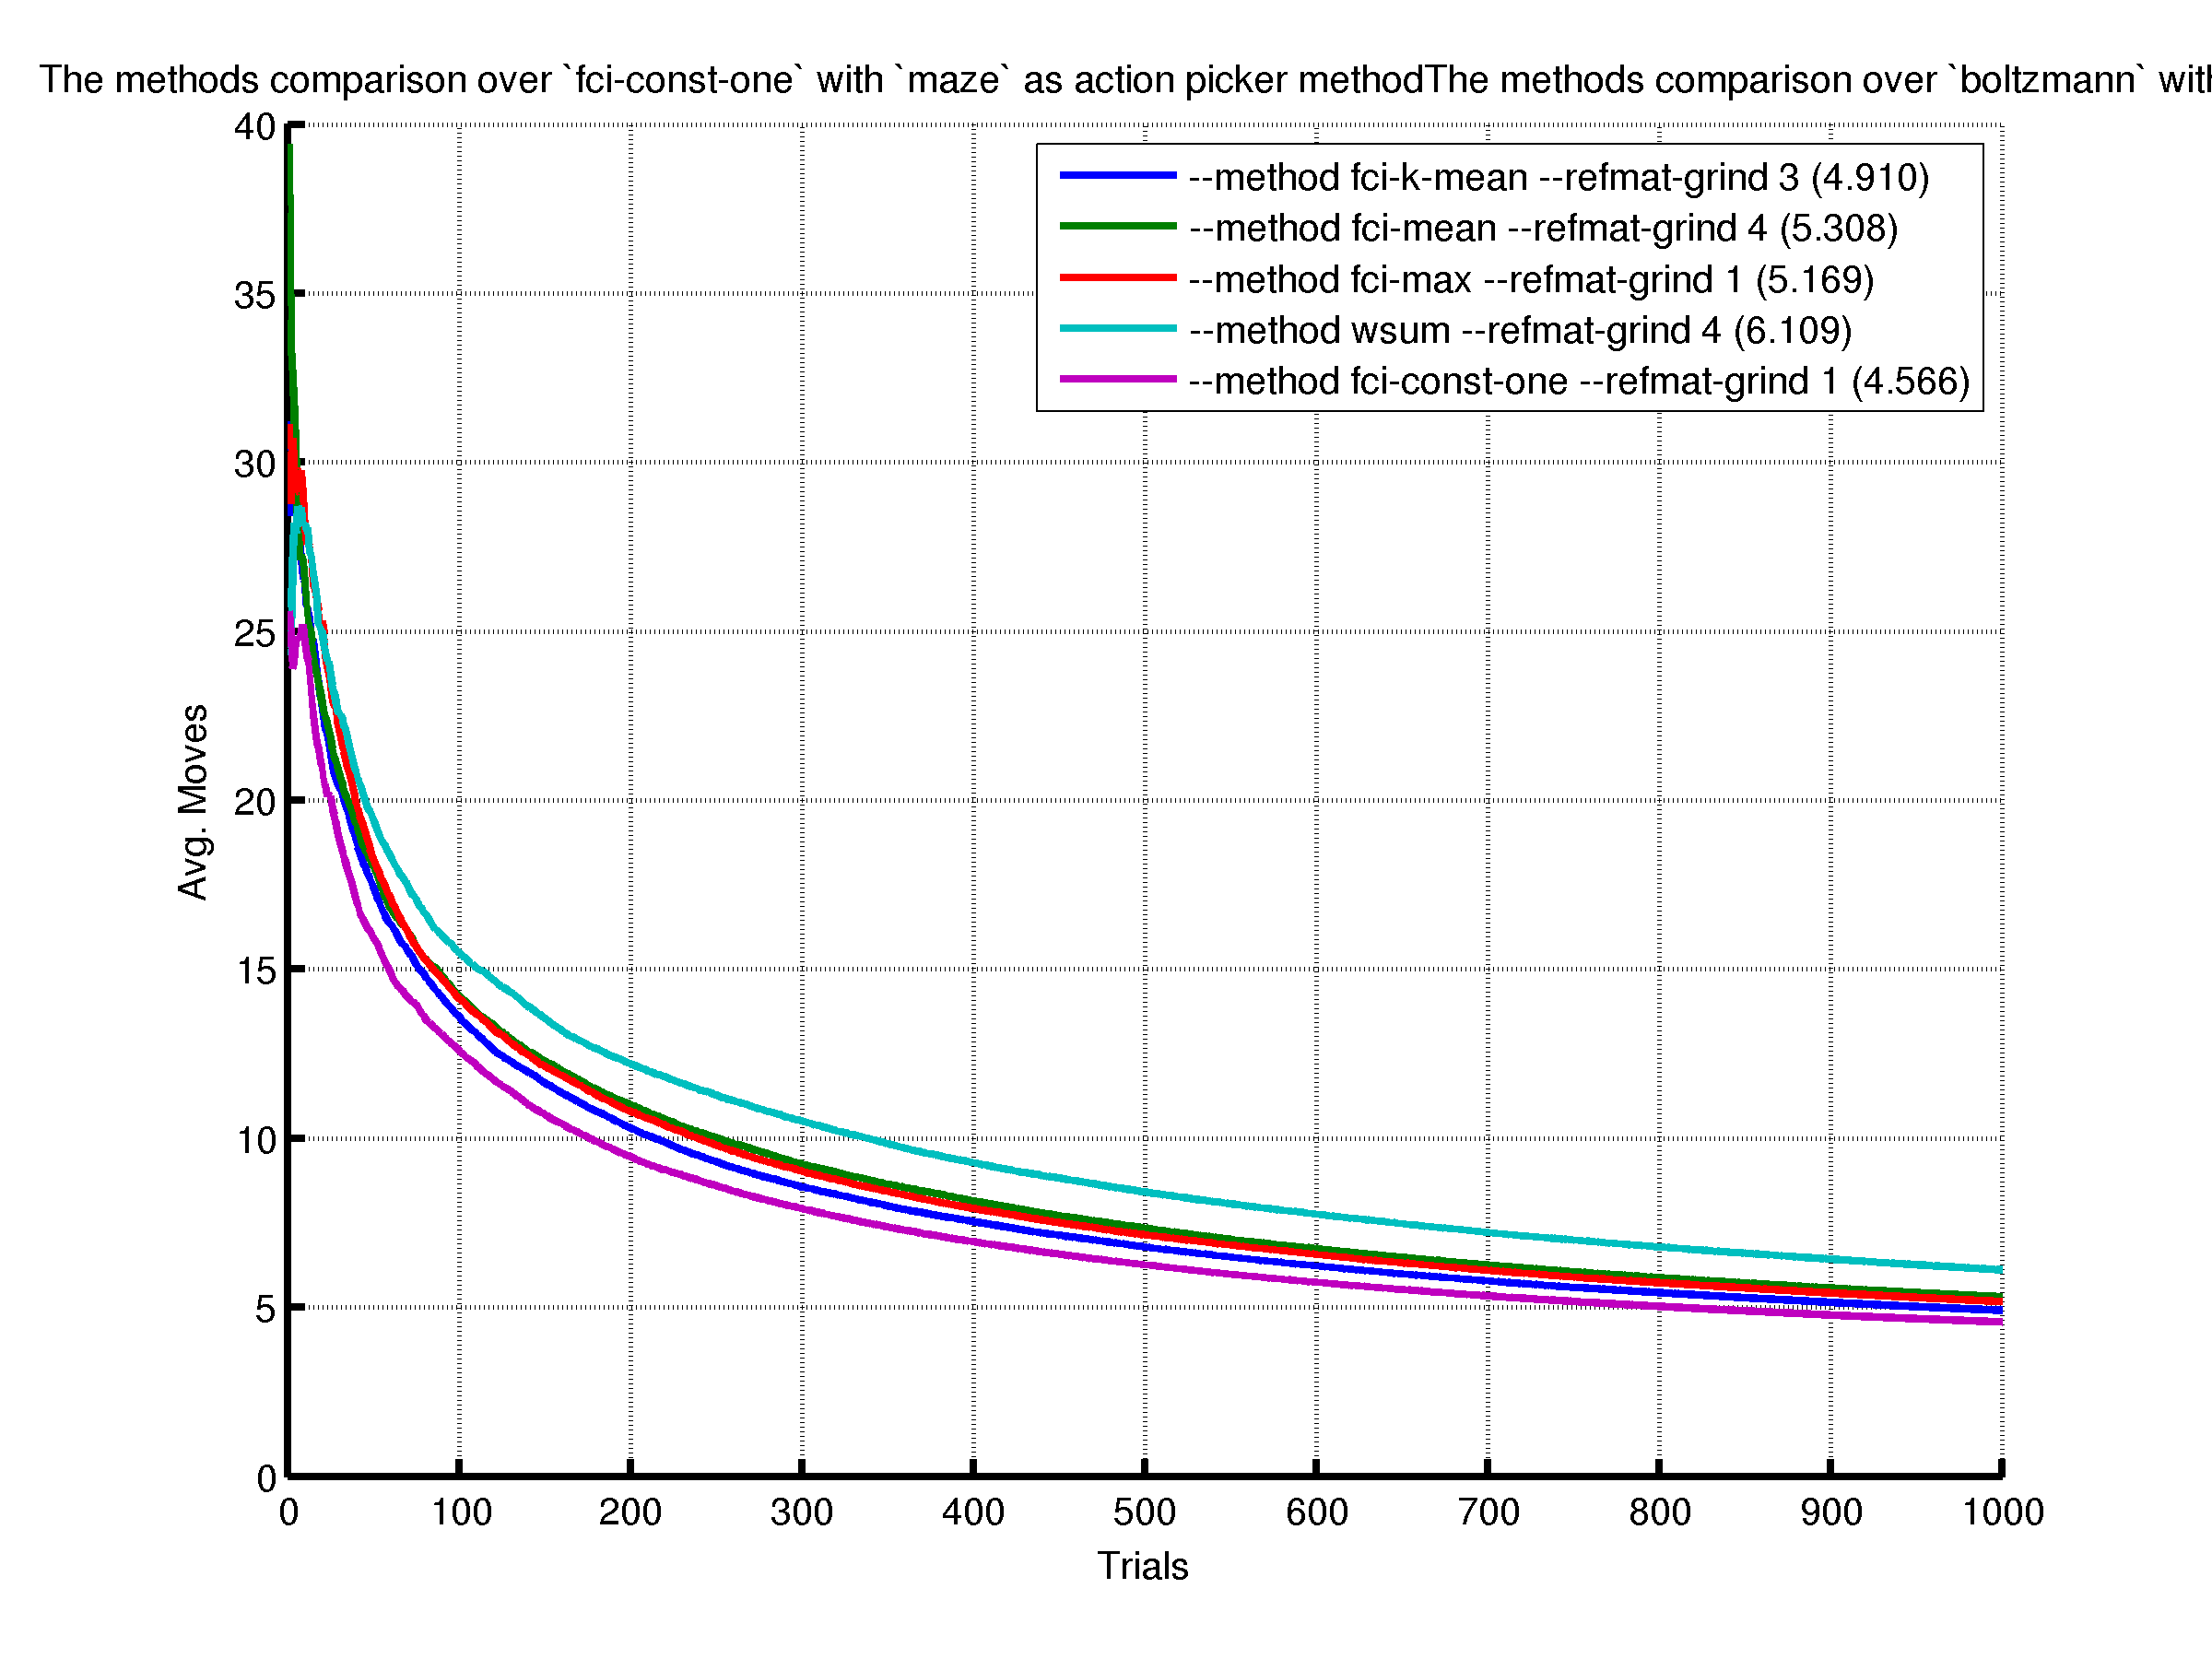 The methods comparison over `fci-const-one` with `maze` as action picker methodThe methods comparison over `boltzmann` with
40
35
30
25
20
15
10
5
0
Avg. Moves
--method fci-k-mean --refmat-grind 3 (4.910)
--method fci-mean --refmat-grind 4 (5.308)
--method fci-max --refmat-grind 1 (5.169)
--method wsum --refmat-grind 4 (6.109)
--method fci-const-one --refmat-grind 1 (4.566)
0 100 200 300 400 500 600 700 800 900 1000
Trials